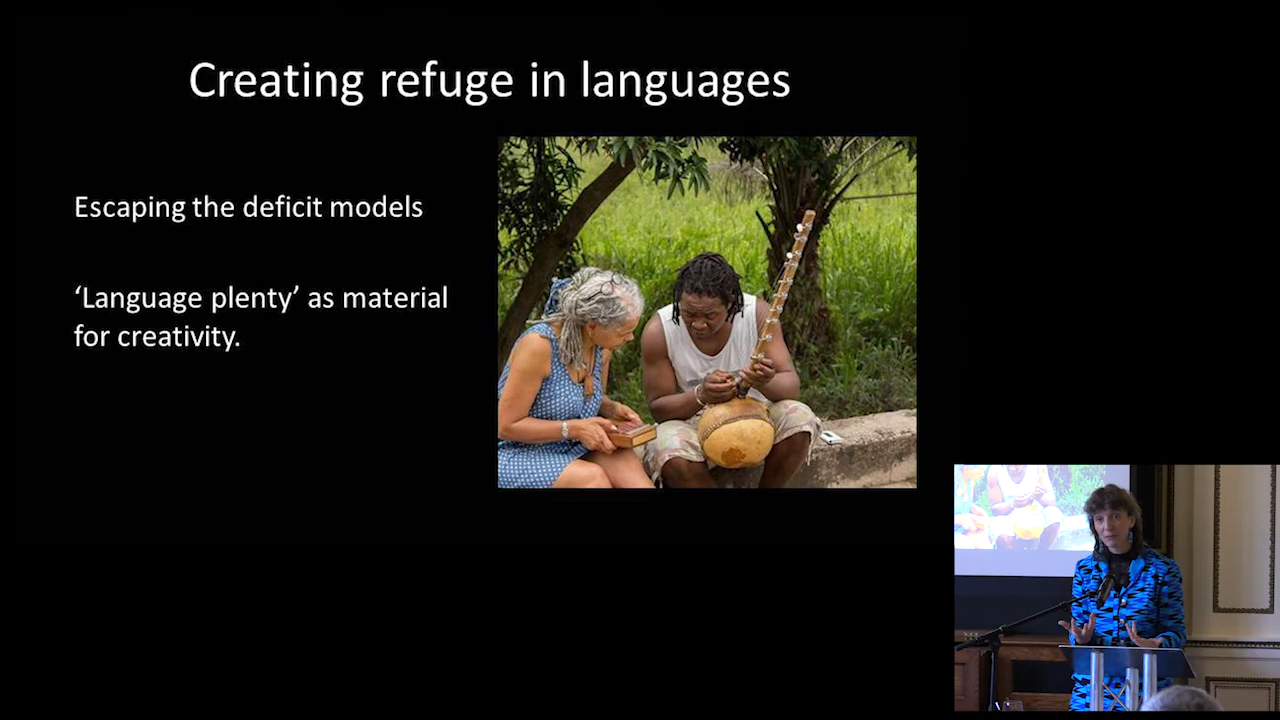 Creating refuge in languages
Escaping the deficit models
‘Language plenty’ as material
for creativity.